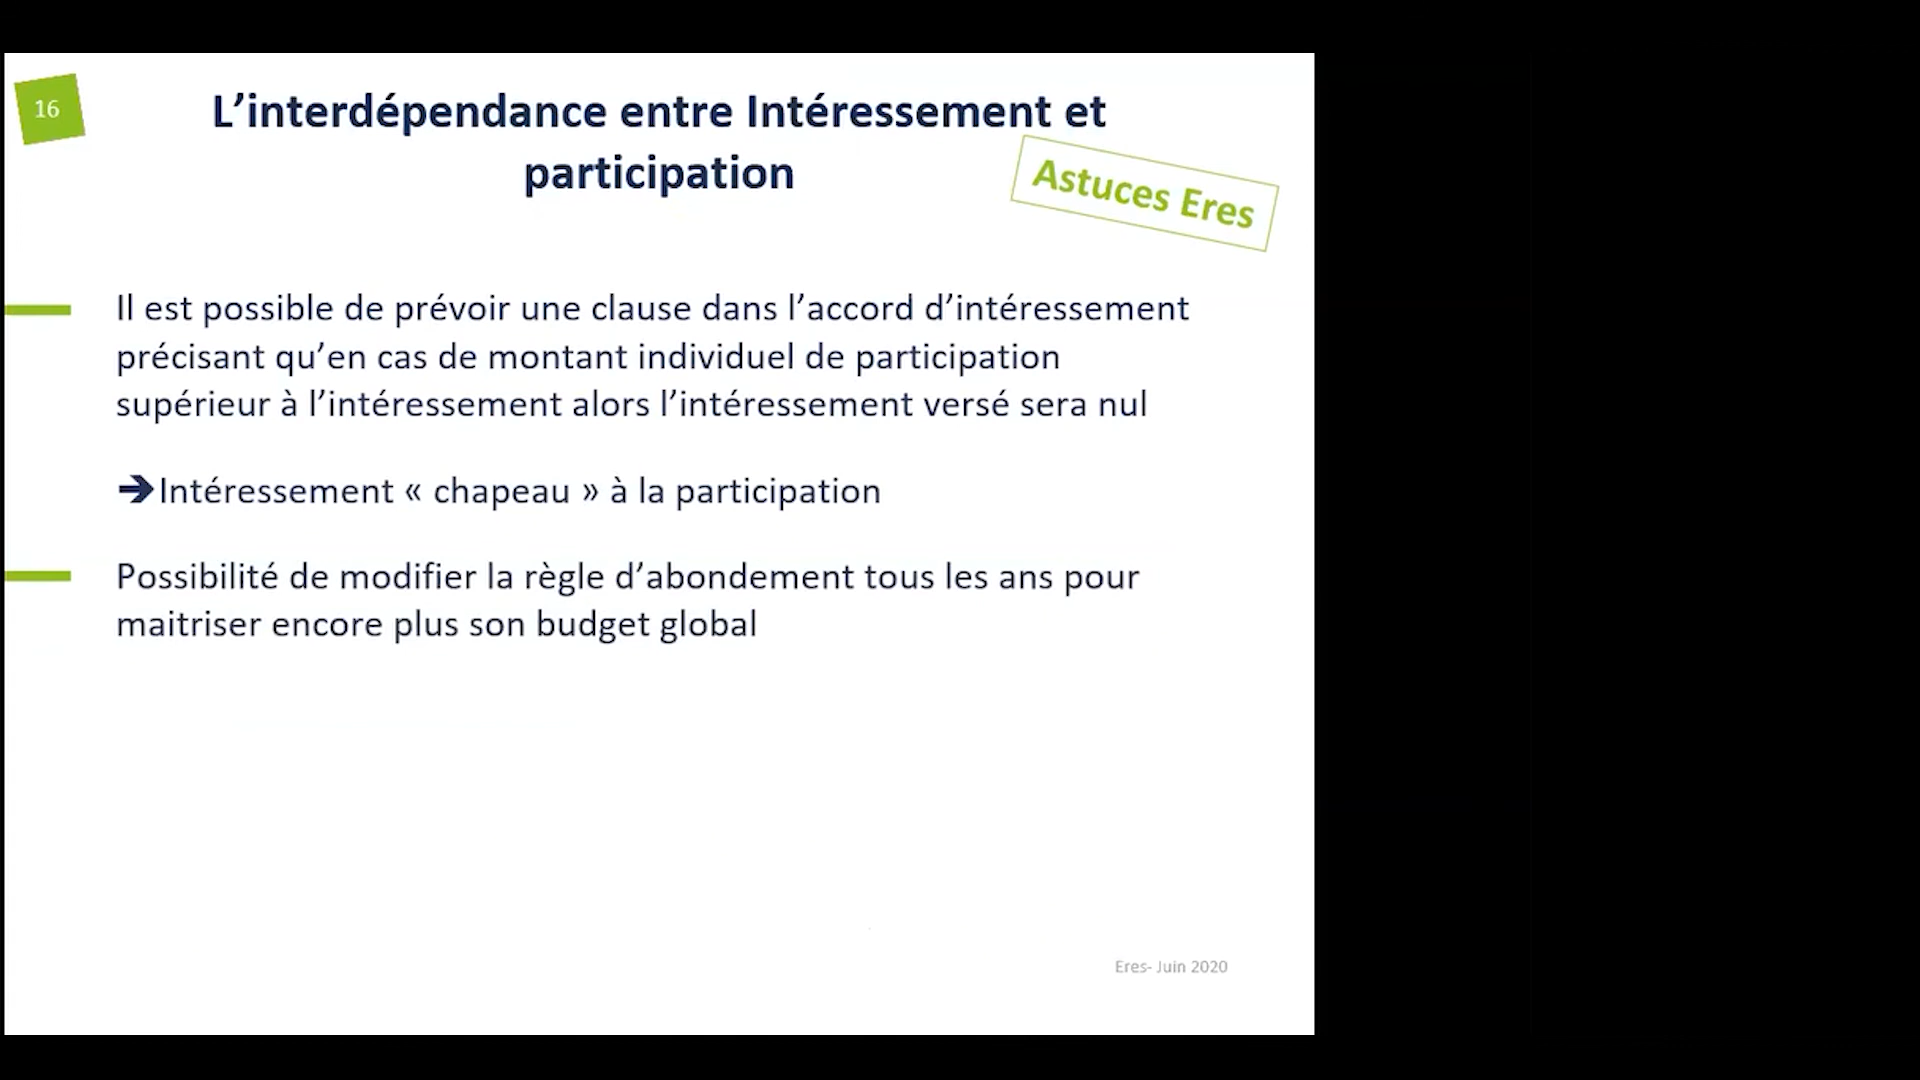 16
L’interdépendance entre Intéressement et
participation
Astuces Eres
Il est possible de prévoir une clause dans l’accord d’intéressement
précisant qu’en cas de montant individuel de participation
supérieur à l’intéressement alors l’intéressement versé sera nul
➔Intéressement « chapeau » à la participation
Possibilité de modifier la règle d’abondement tous les ans pour
maitriser encore plus son budget global
Eres- Juin 2020